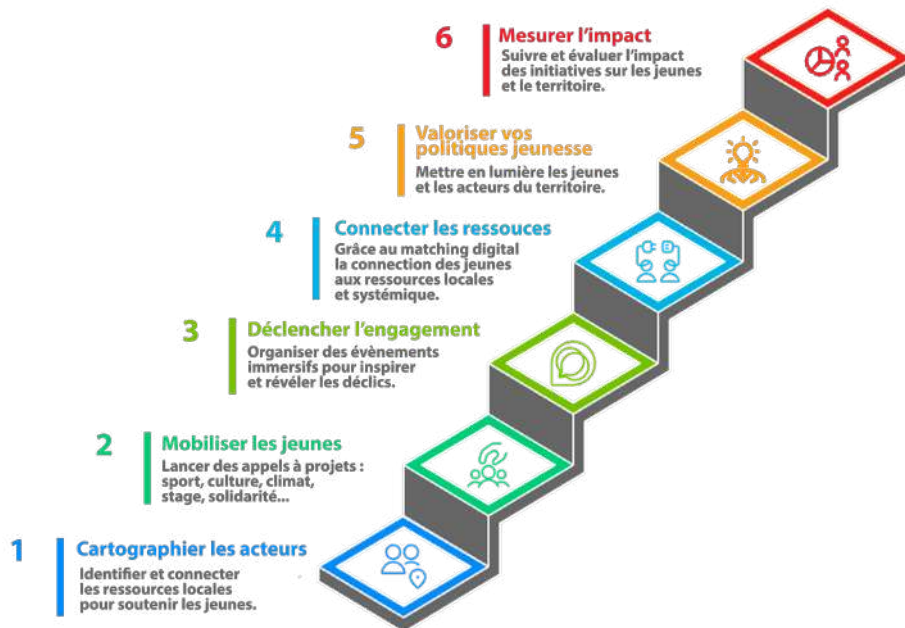 6
Mesurer l'impact
Suivre et évaluer l'impact
des initiatives sur les jeunes
et le territoire.
5
Valoriser vos
politiques jeunesse
Mettre en lumière les jeunes
et les acteurs du territoire.
4
Connecter les ressouces
Grâce au matching digital
la connection des jeunes
aux ressources locales
et systémique.
3
Déclencher l'engagement
Organiser des évènements
immersifs pour inspirer
et révéler les déclics.
2
Mobiliser les jeunes
Lancer des appels à projets :
sport, culture, climat,
stage, solidarité...
1
Cartographier les acteurs
Identifier et connecter
les ressources locales
pour soutenir les jeunes.